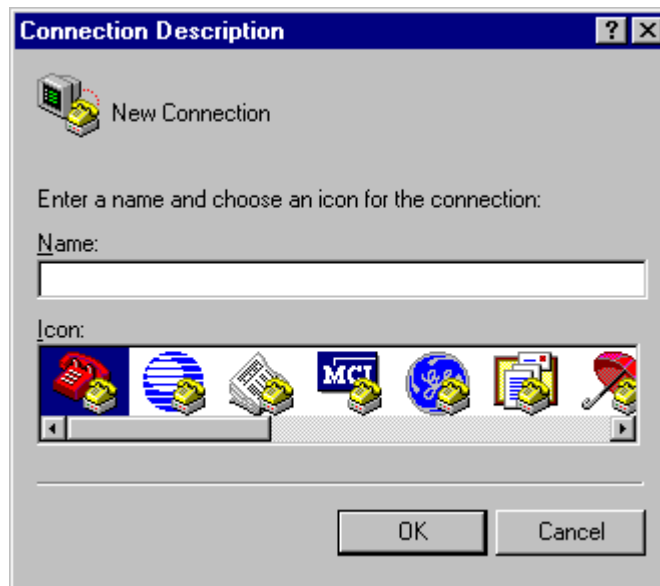 Connection Description
New Connection
Enter a name and choose an icon for the connection:
Name:
Icon:
MCI
OK
Cancel